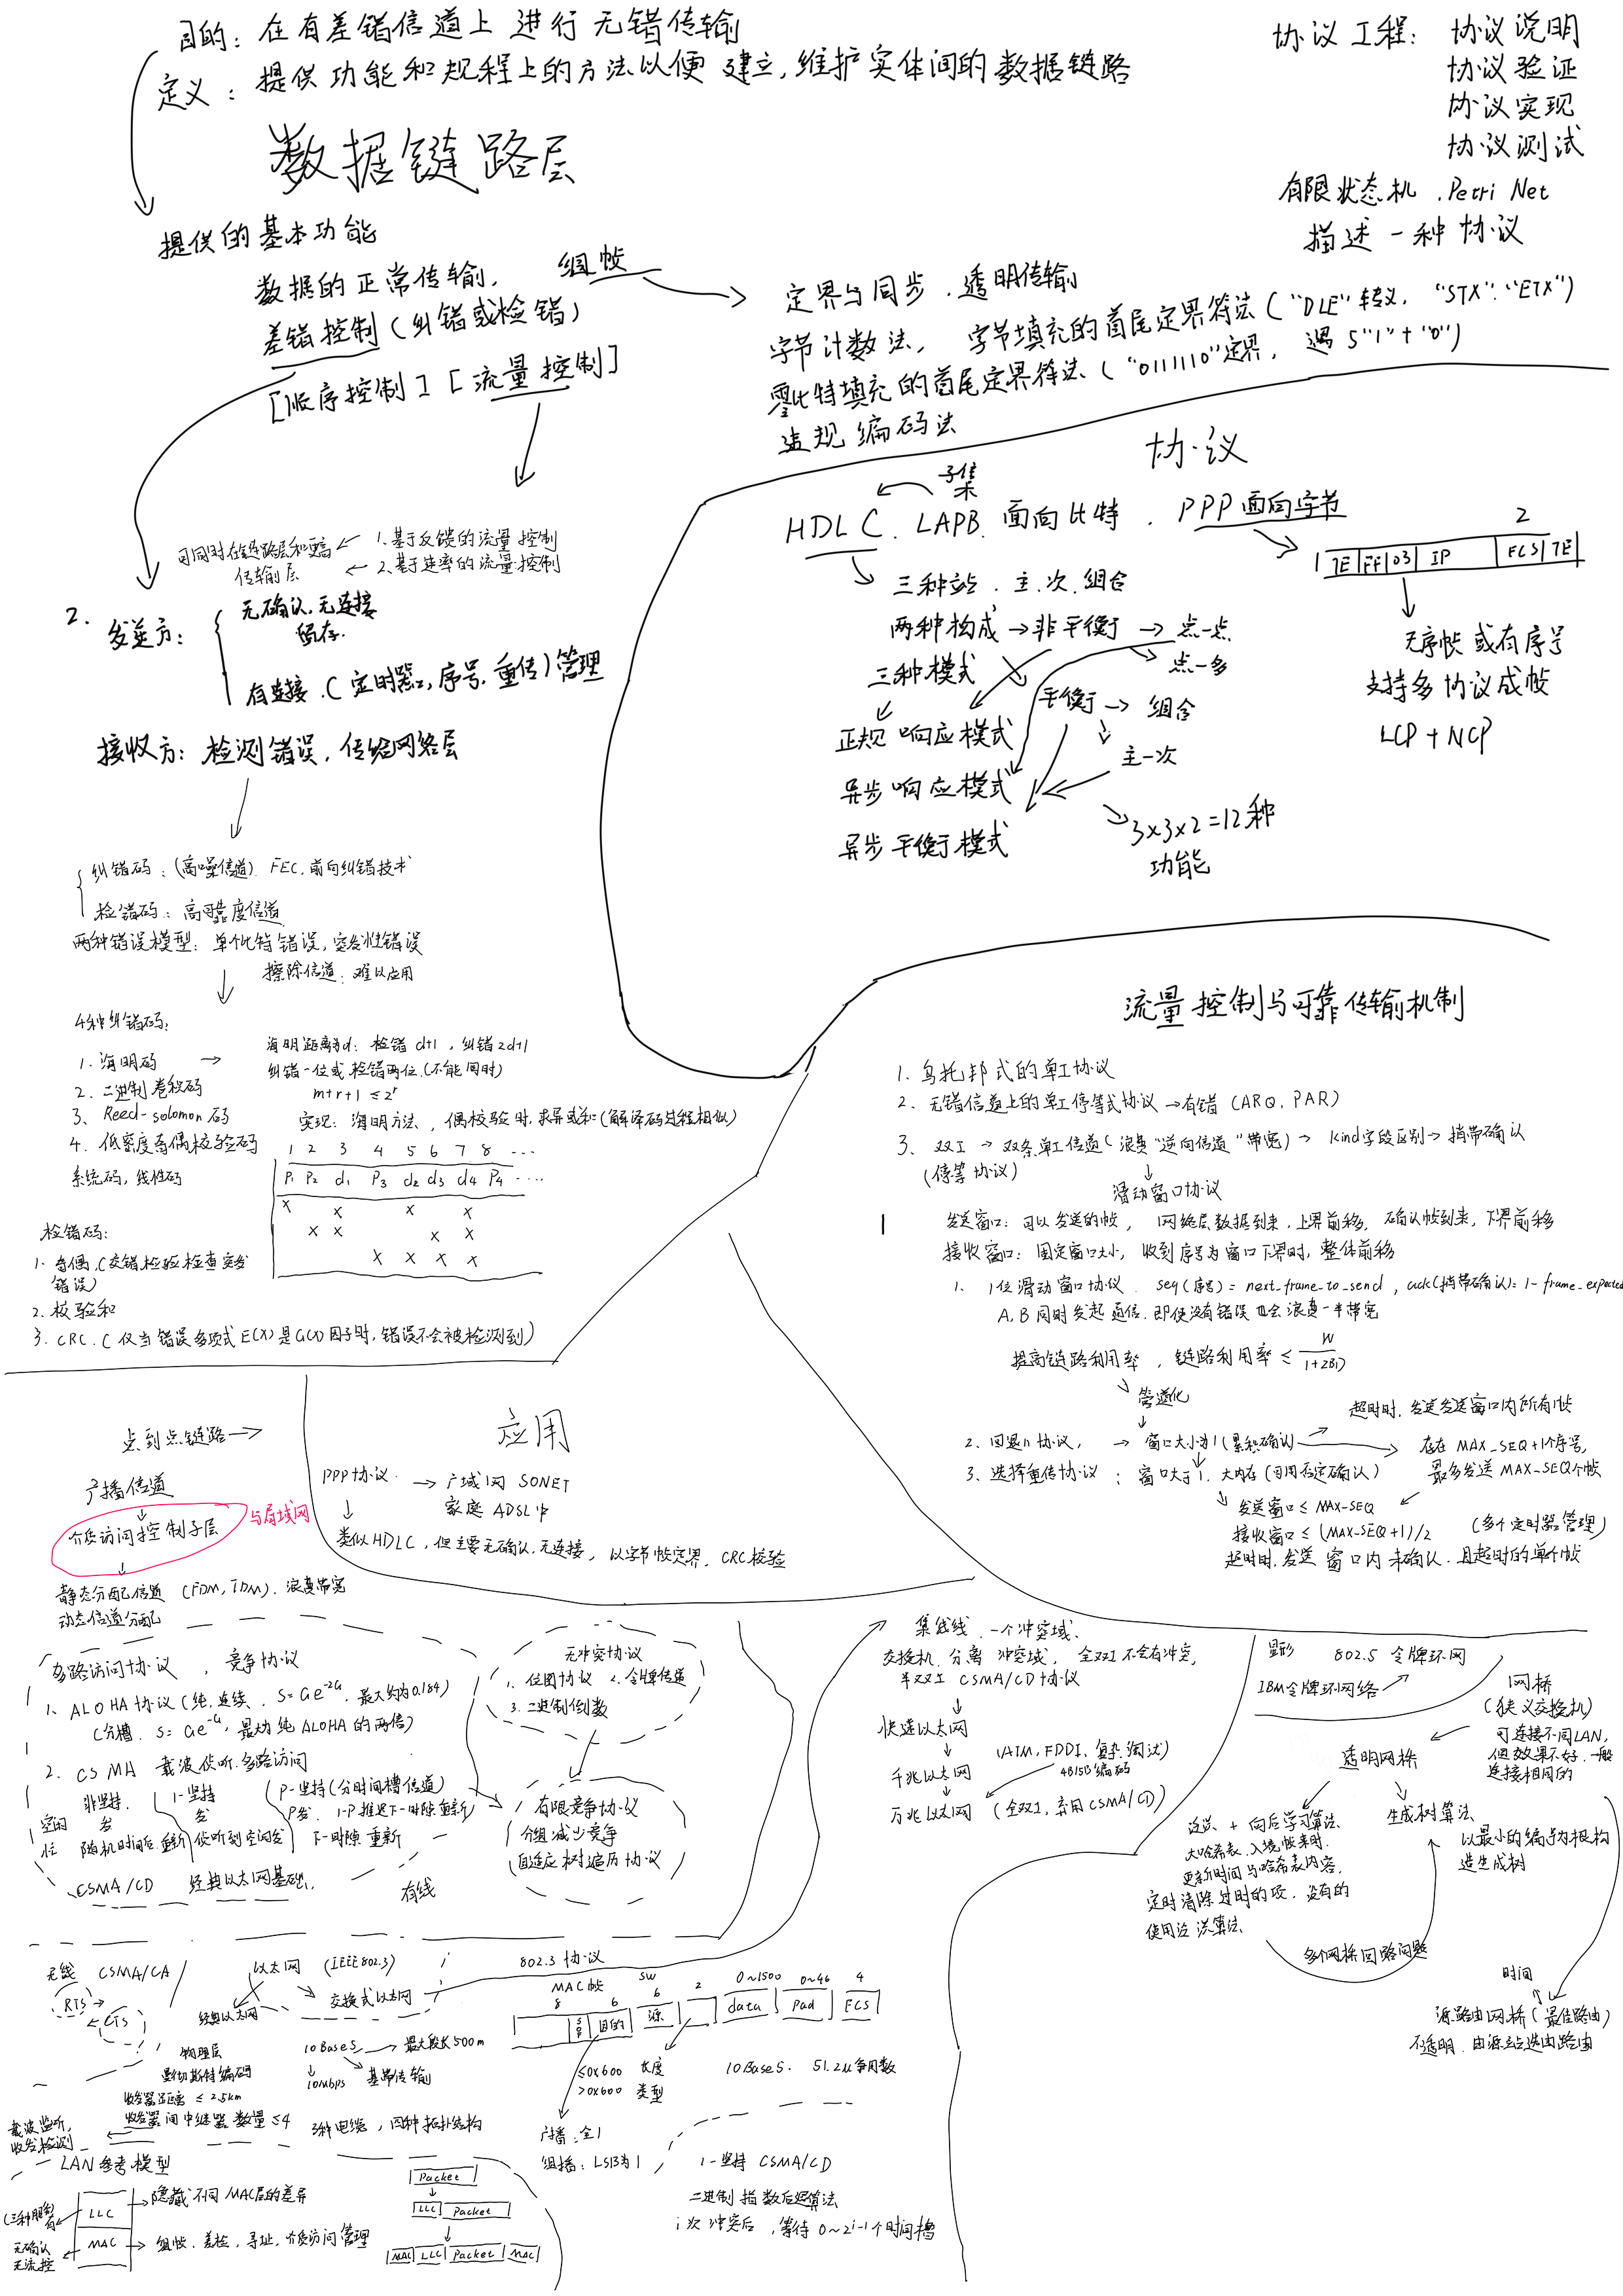 目的：在有差错信道上进行无错传输
定义：提供功能和规程上的方法以便建立,维护实体间的数据链路
数据链路层
协议工程：协议说明
协议验证
协议实现
协议测试
有限状态机.Petri Net
描述一种协议
提供的基本功能
数据的正常传输, 组帧
差错控制(纠错或检错)
[顺序控制] [流量控制]
定界与同步.透明传输
字节计数法, 字节填充的首尾定界符法("DLE"转义, "STX"."ETX")
零比特填充的首尾定界符法("01111110"定界, 遇5"1"+"0")
违规编码法
1.基于反馈的流量控制
2.基于速率的流量控制
可同时在链路层和更高
传输层
2.
发送方：
无确认,无连接
缓存.
有连接.(定时器,序号,重传)管理
接收方：检测错误,传给网络层
纠错码：(高噪信道) FEC.前向纠错技术
检错码：高可靠度信道
两种错误模型：单个比特错误,突发性错误
擦除信道：难以应用
4种纠错码：
1.海明码
2.二进制卷积码
3.Reed-solomon码
4.低密度奇偶校验码
系统码,线性码
海明距离为d：检错d+1,纠错2d+1
纠错一位或检错两位.(不能同时)
m+r+1≤2^r
实现：海明方法,偶校验时,求异或和(解译码过程相似)
1 2 3 4 5 6 7 8 ...
P1 P2 d1 P3 d2 d3 d4 P4 ....
X X X X
X X X X
X X X X
检错码：
1.奇偶.(交错检验检查突发
错误)
2.校验和
3.CRC.(仅当错误多项式E(X)是G(X)因子时,错误不会被检测到)
协议
子集
HDLC. LAPB 面向比特. PPP面向字节
三种站.主.次.组合
两种构成→非平衡→点一点
点一多
三种模式
平衡→组合
主一次
正规响应模式
异步响应模式
异步平衡模式
3×3×2=12种
功能
2
1 7E|FF|03|IP|FCS|7E
无序帧或有序号
支持多协议成帧
LCP+NCP
流量控制与可靠传输机制
1.乌托邦式的单工协议
2.无错信道上的单工停等式协议→有错(ARQ,PAR)
3.双工→双条单工信道(浪费"逆向信道"带宽)→kind字段区别→捎带确认
(停等协议)
滑动窗口协议
发送窗口：可以发送的帧, 网络层数据到来,上界前移, 确认帧到来,下界前移
接收窗口：固定窗口大小,收到序号为窗口下界时,整体前移
1. 1位滑动窗口协议. seq(序号)=next_frame_to_send, ack(捎带确认)=1-frame_expected
A,B同时发起通信.即使没有错误也会浪费一半带宽
提高链路利用率, 链路利用率≤W/(1+2BD)
管道化
超时时,发送发送窗口内所有帧
2.回退n协议, →窗口大小为1(累积确认)
存在MAX_SEQ+1个序号,
最多发送MAX_SEQ个帧
3.选择重传协议：窗口大于1.大内存(可用否定确认)
发送窗口≤MAX-SEQ
接收窗口≤(MAX-SEQ+1)/2 (多个定时器管理)
超时时,发送窗口内未确认.且超时的单个帧
点到点链路→
广播信道
介质访问控制子层
与局域网
应用
PPP协议.→广域网SONET
家庭ADSL中
类似HDLC,但主要无确认.无连接, 以字节帧定界, CRC校验
静态分配信道 (FDM,TDM).浪费带宽
动态信道分配
多路访问协议, 竞争协议
1、ALOHA协议(纯.连续. S=Ge^-2G.最大约为0.184)
(分槽. S=Ge^-G,最大为纯ALOHA的两倍)
2.CSMA 载波侦听多路访问
非坚持.
1-坚持
P-坚持(分时间槽信道)
空闲 发 发 P发. 1-P推迟下一时隙.重新
忙 随机时间后.重新 侦听到空闲发 下一时隙重新
CSMA/CD 经典以太网基础. 有线
无冲突协议
1.位图协议 2.令牌传递
3.二进制倒数
有限竞争协议
分组减少竞争
自适应树遍历协议
集线线.一个冲突域.
交换机.分离冲突域, 全双工不会有冲突,
半双工CSMA/CD协议
快速以太网
千兆以太网
万兆以太网 (全双工,弃用CSMA/CD)
(ATM,FDDI,复杂调试)
4B/5B编码
802.5 令牌环网
IBM令牌环网络
网桥
(狭义交换机)
可连接不同LAN,
但效果不好.一般
连接相同的
透明网桥
泛洪+向后学习算法.
大哈希表.入境帧来时,
更新时间与哈希表内容,
定时清除过时的项.没有的
使用泛洪算法.
生成树算法
以最小的编号为根构
造生成树
多个网桥回路问题
时间
源路由网桥(最佳路由)
不透明.由源站选由路由
无线 CSMA/CA
RTS→
←CTS
以太网 (IEEE802.3)
经典以太网
交换式以太网
物理层
曼彻斯特编码
收发器距离≤2.5km
收发器间中继器数量≤4
载波监听,
收发检测
10Base5→最大段长500m
10Mbps 基带传输
3种电缆,四种拓扑结构
802.3协议
MAC帧
8 6 6 2 0~1500 0~46 4
目的 源 data Pad FCS
≤0x600 长度
>0x600 类型
10Base5. 51.2u争用数
广播：全1
组播：LSB为1
1-坚持 CSMA/CD
二进制指数后退算法
i次冲突后,等待0~2^i-1个时间槽
LAN参考模型
LLC →隐藏不同MAC层的差异
MAC →组帧.差检.寻址,介质访问管理
无确认
无流控
Packet
LLC|Packet
MAC|LLC|Packet|MAC